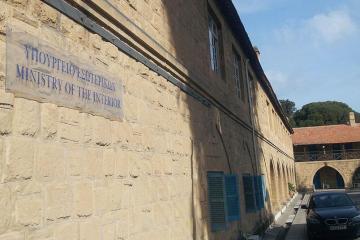 ΥΠΟΥΡΓΕΙΟ ΕΣΩΤΕΡΙΚΩΝ
MINISTRY OF THE INTERIOR